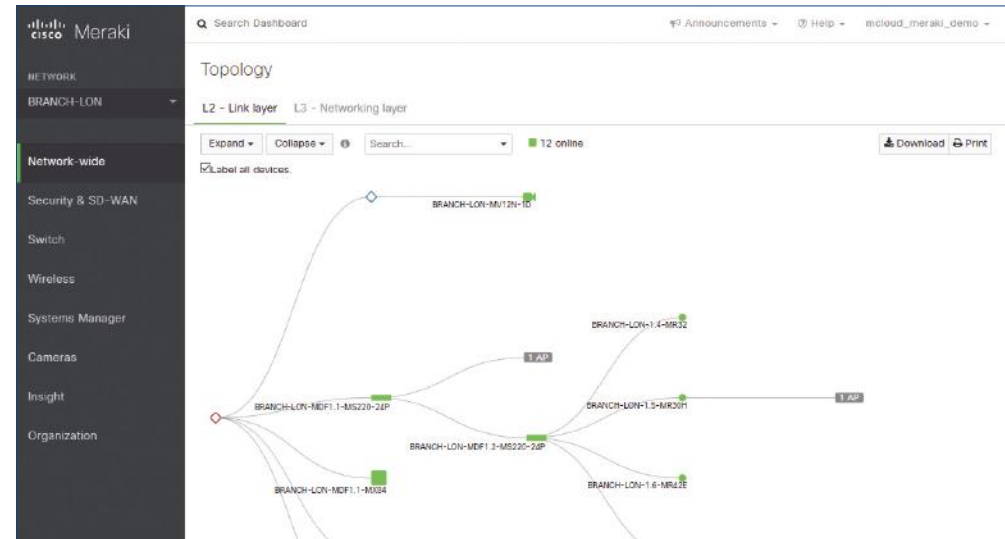 cisco Meraki
Search Dashboard
Announcements
Help
mcloud_meraki_demo
NETWORK
BRANCH-LON
Network-wide
Security & SD-WAN
Switch
Wireless
Systems Manager
Cameras
Insight
Organization
Topology
L2 - Link layer L3 - Networking layer
Expand Collapse Search... 12 online Download Print
Label all devices.
BRANCH-LON-MV12N-1D
BRANCH-LON-1.4-MR32
1 AP
BRANCH-LON-MDF1.1-MS220-24P
BRANCH-LON-1.5-MR30H
1 AP
BRANCH-LON-MDF1.2-MS220-24P
BRANCH-LON-MDF1.1-MX84
BRANCH-LON-1.6-MR42E